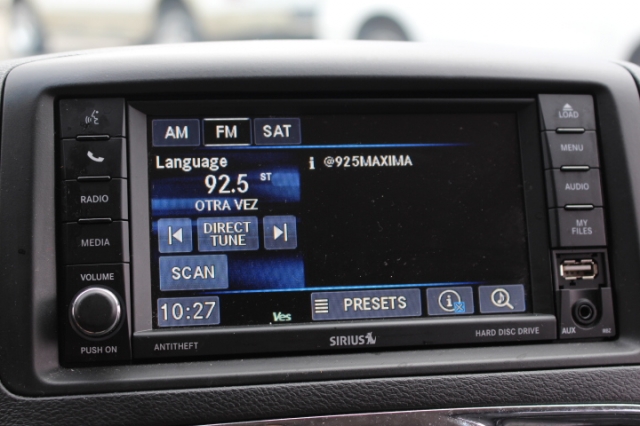 AM FM SAT
Language
92.5 ST
OTRA VEZ
@925MAXIMA
DIRECT
TUNE
SCAN
10:27
Yes
PRESETS
RADIO
MEDIA
VOLUME
PUSH ON
LOAD
MENU
AUDIO
MY
FILES
AUX
ANTITHEFT
SIRIUS
HARD DISC DRIVE